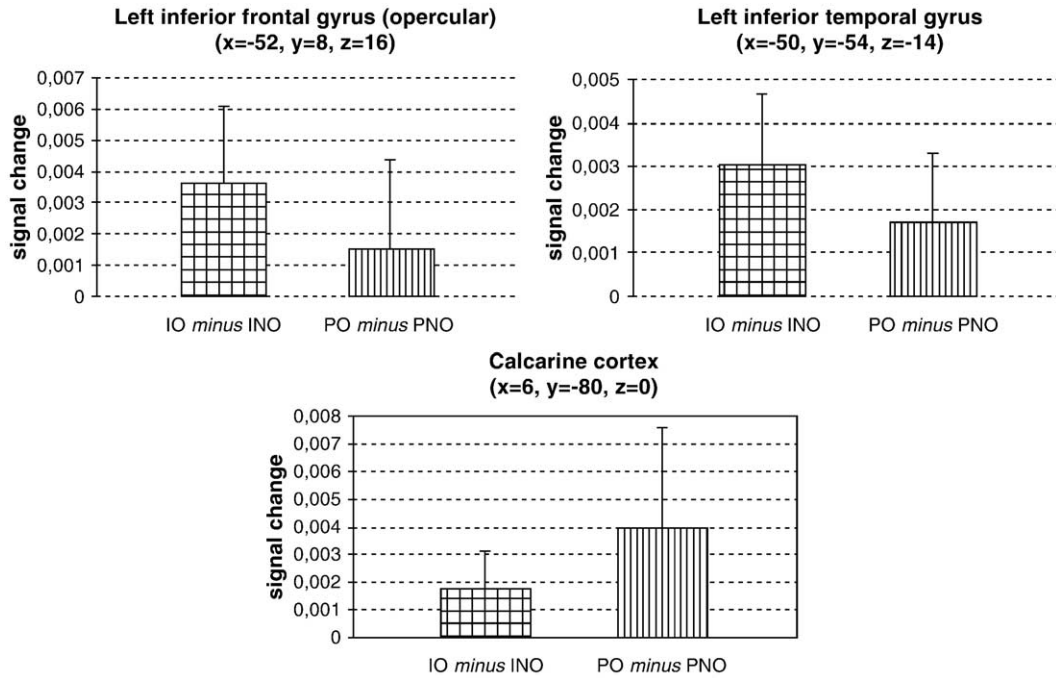 Left inferior frontal gyrus (opercular)
(x=-52, y=8, z=16)
signal change
0,007
0,006
0,005
0,004
0,003
0,002
0,001
0
IO minus INO
PO minus PNO
Left inferior temporal gyrus
(x=-50, y=-54, z=-14)
signal change
0,005
0,004
0,003
0,002
0,001
0
IO minus INO
PO minus PNO
Calcarine cortex
(x=6, y=-80, z=0)
signal change
0,008
0,007
0,006
0,005
0,004
0,003
0,002
0,001
0
IO minus INO
PO minus PNO